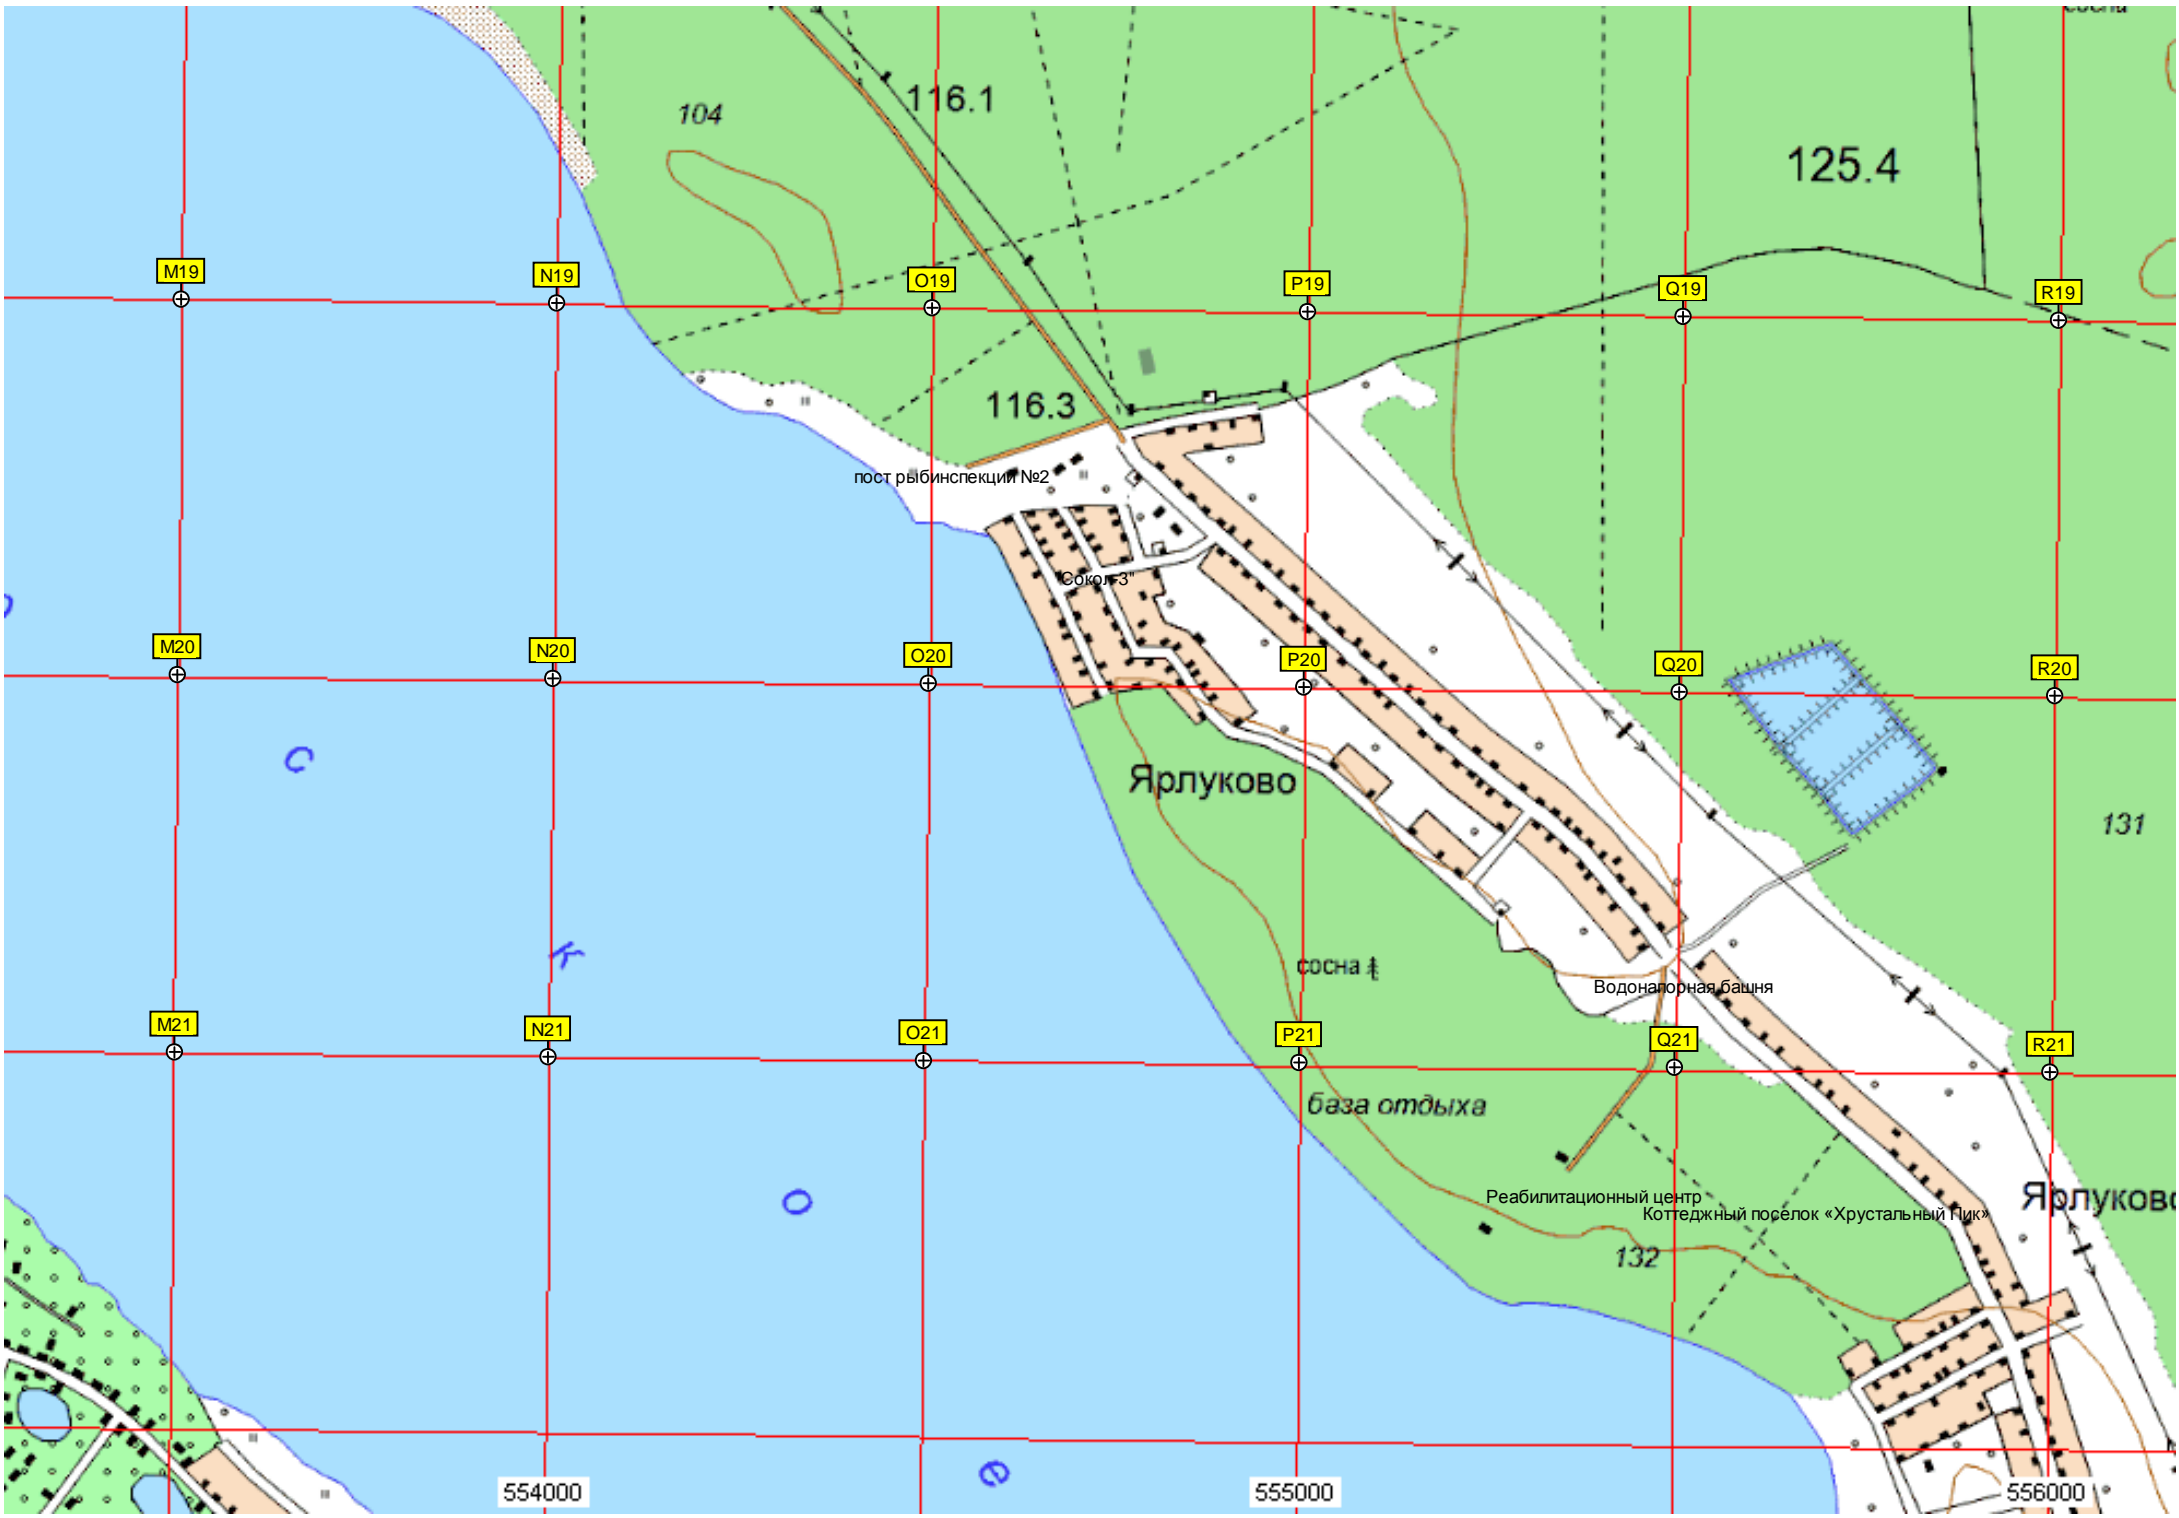 сосна
116.1
104
125.4
M19
N19
O19
P19
Q19
R19
116.3
пост рыбинспекции №2
"Сокол-3"
M20
N20
O20
P20
Q20
R20
С
Ярлуково
131
к
сосна
Водонапорная башня
M21
N21
O21
P21
Q21
R21
база отдыха
о
Реабилитационный центр
Ярлуково
Коттеджный поселок «Хрустальный Пик»
132
е
554000
555000
556000